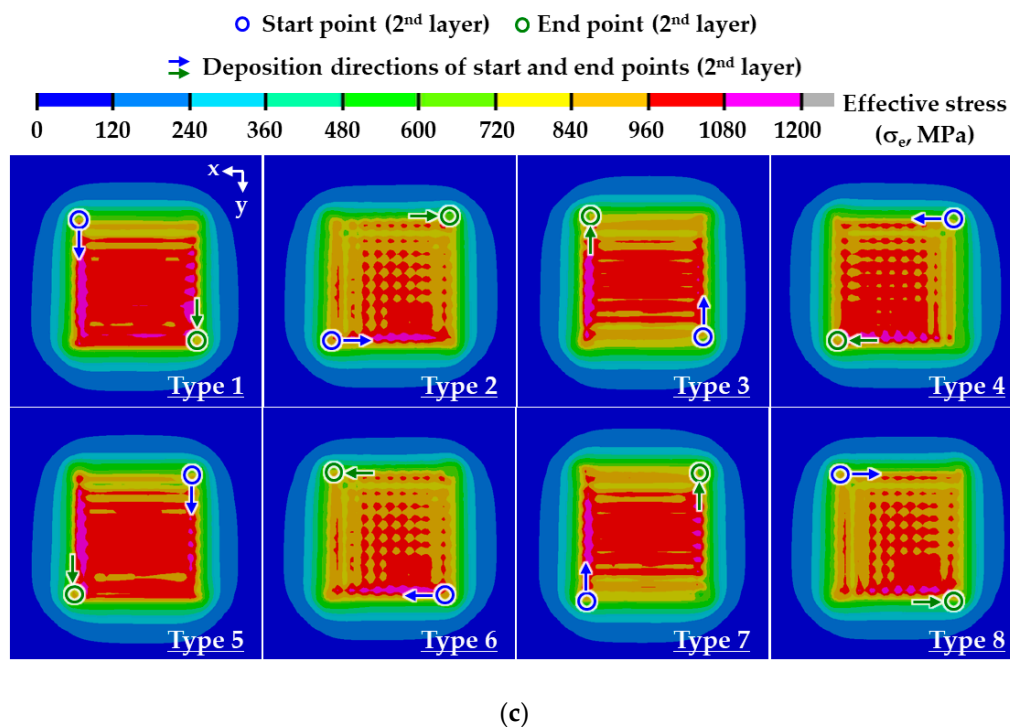 Start point (2nd layer) End point (2nd layer)
Deposition directions of start and end points (2nd layer)
0 120 240 360 480 600 720 840 960 1080 1200 Effective stress
(σe, MPa)
x
y
Type 1 Type 2 Type 3 Type 4
Type 5 Type 6 Type 7 Type 8
(c)